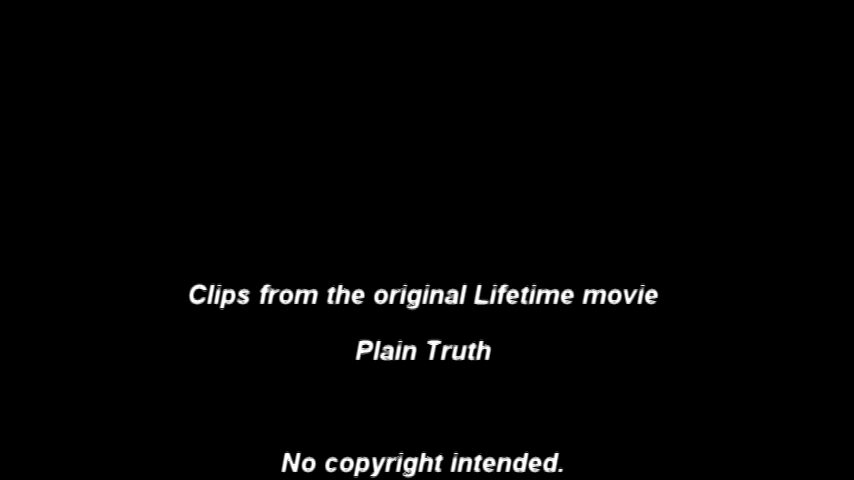 Clips from the original Lifetime movie
Plain Truth
No copyright intended.